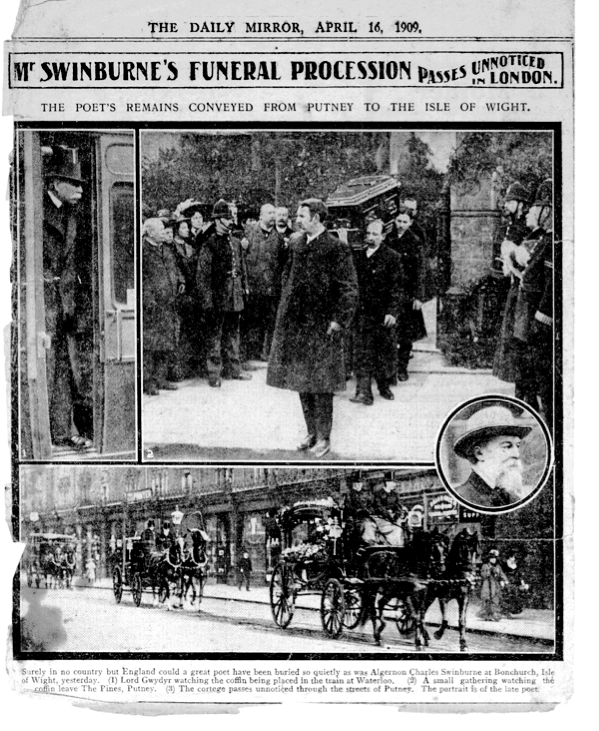 THE DAILY MIRROR, APRIL 16, 1909.
Mr SWINBURNE'S FUNERAL PROCESSION PASSES UNNOTICED IN LONDON.
THE POET'S REMAINS CONVEYED FROM PUTNEY TO THE ISLE OF WIGHT.
2
Surely in no country but England could a great poet have been buried so quietly as was Algernon Charles Swinburne at Bonchurch, Isle
of Wight, yesterday. (1) Lord Gwydyr watching the coffin being placed in the train at Waterloo. (2) A small gathering watching the
coffin leave The Pines, Putney. (3) The cortege passes unnoticed through the streets of Putney. The portrait is of the late poet.